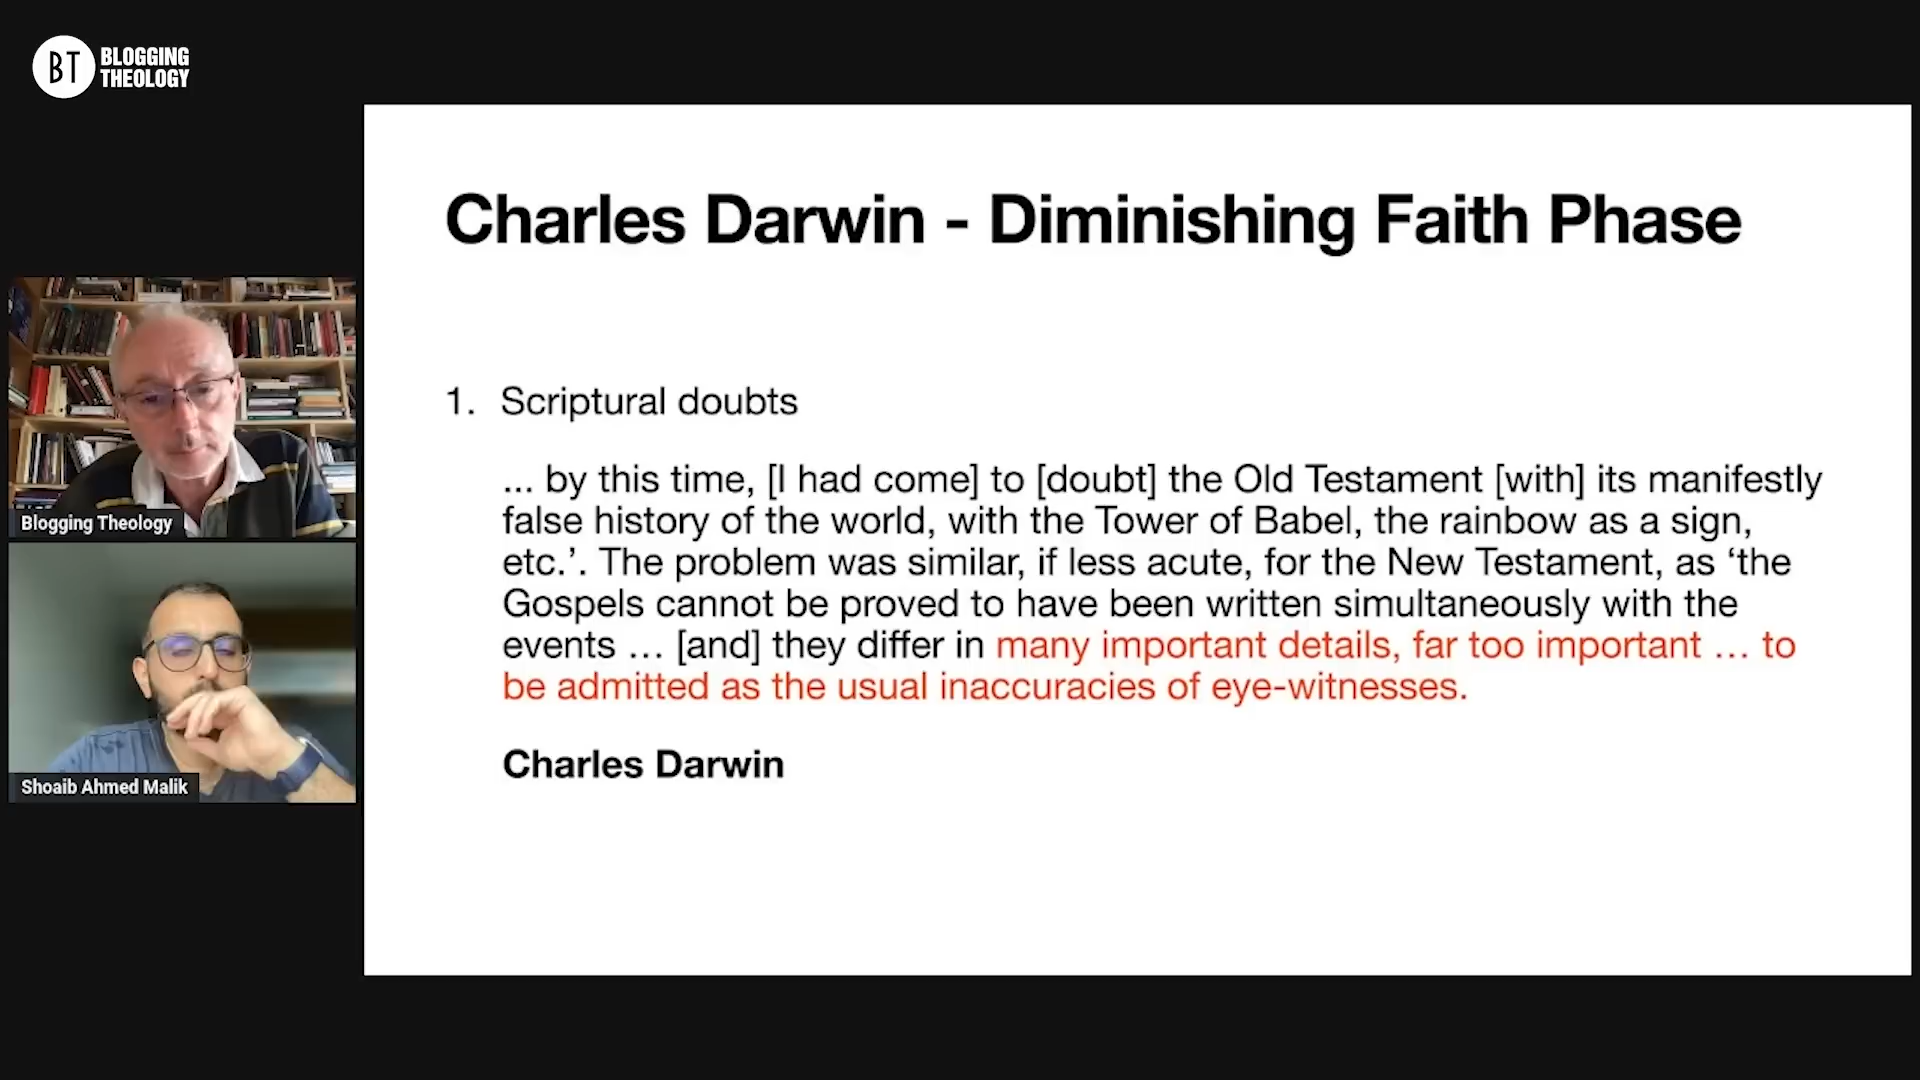 BT BLOGGING
THEOLOGY
Charles Darwin - Diminishing Faith Phase
1. Scriptural doubts
... by this time, [I had come] to [doubt] the Old Testament [with] its manifestly
false history of the world, with the Tower of Babel, the rainbow as a sign,
etc.’. The problem was similar, if less acute, for the New Testament, as ‘the
Gospels cannot be proved to have been written simultaneously with the
events … [and] they differ in many important details, far too important … to
be admitted as the usual inaccuracies of eye-witnesses.
Charles Darwin
Blogging Theology
Shoaib Ahmed Malik